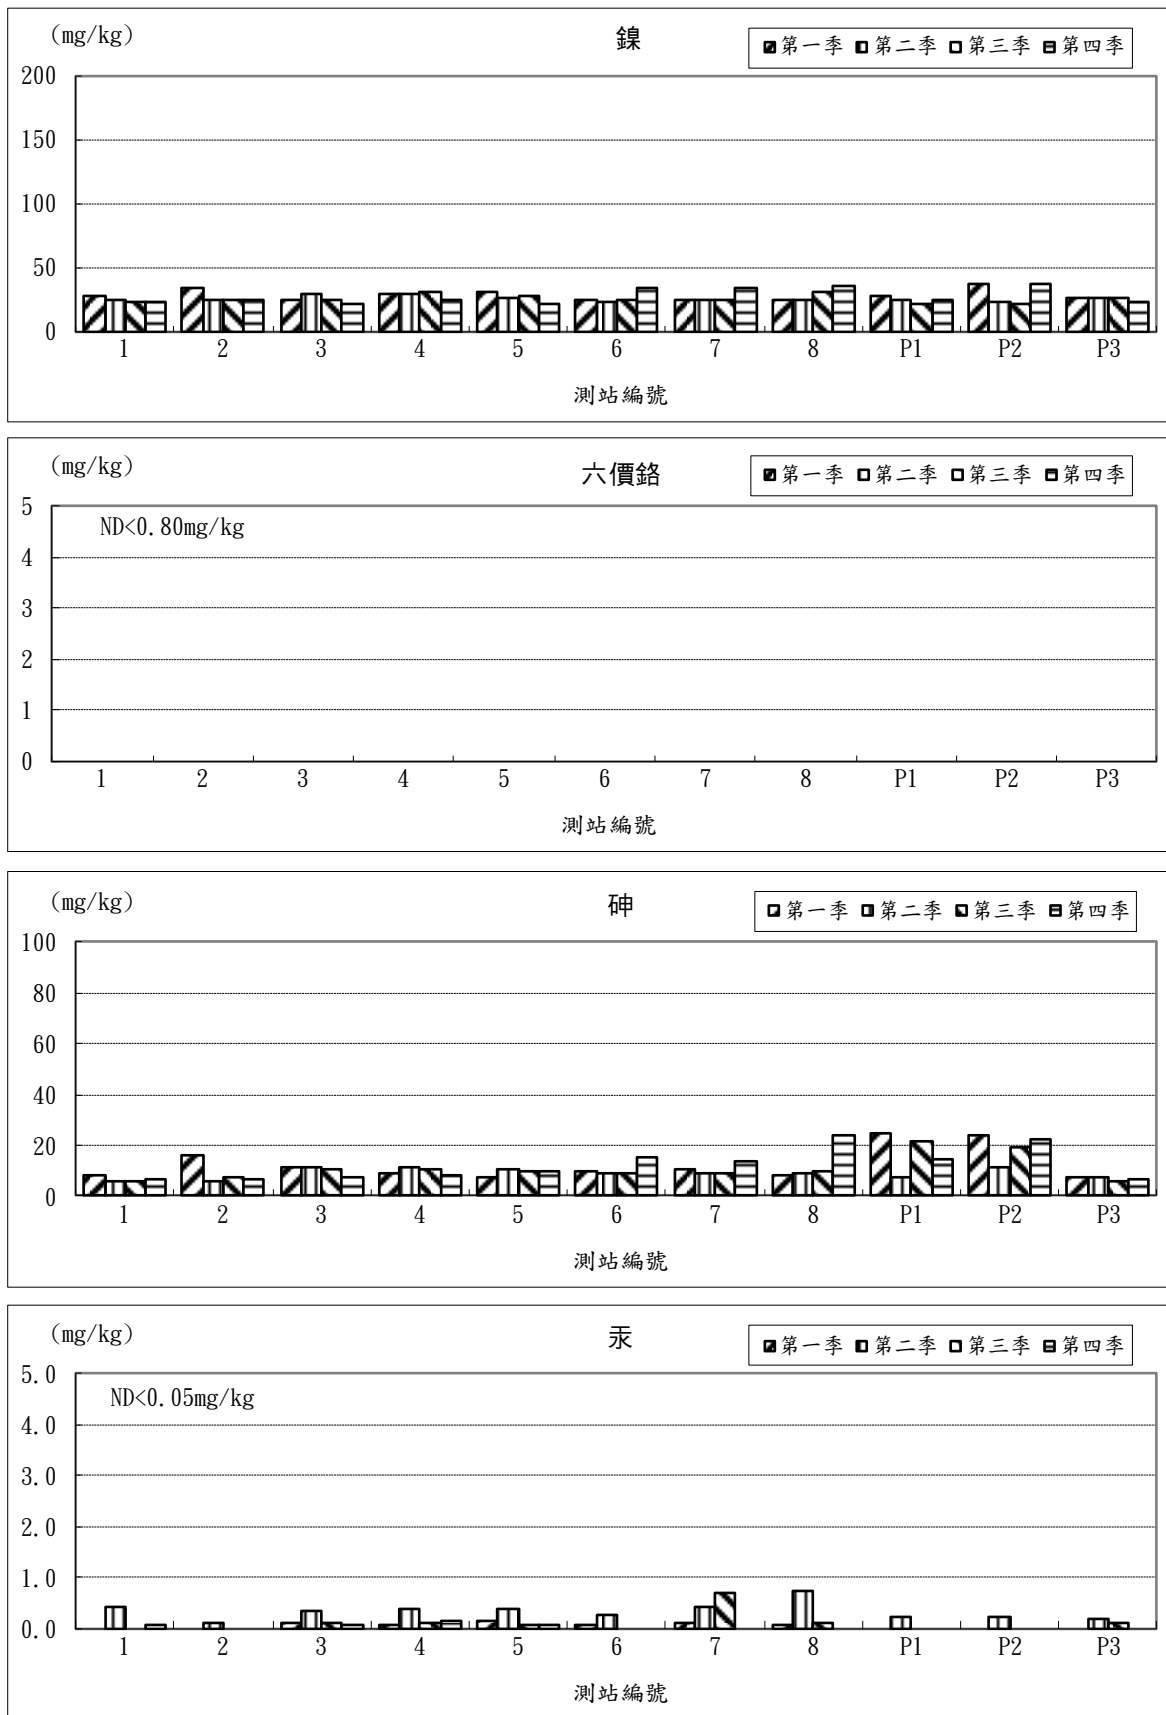 (mg/kg)
鎳
第一季 第二季 第三季 第四季
200
150
100
50
0
1 2 3 4 5 6 7 8 P1 P2 P3
測站編號
(mg/kg)
六價鉻
第一季 第二季 第三季 第四季
5
ND<0.80mg/kg
4
3
2
1
0
1 2 3 4 5 6 7 8 P1 P2 P3
測站編號
(mg/kg)
砷
第一季 第二季 第三季 第四季
100
80
60
40
20
0
1 2 3 4 5 6 7 8 P1 P2 P3
測站編號
(mg/kg)
汞
第一季 第二季 第三季 第四季
5.0
ND<0.05mg/kg
4.0
3.0
2.0
1.0
0.0
1 2 3 4 5 6 7 8 P1 P2 P3
測站編號